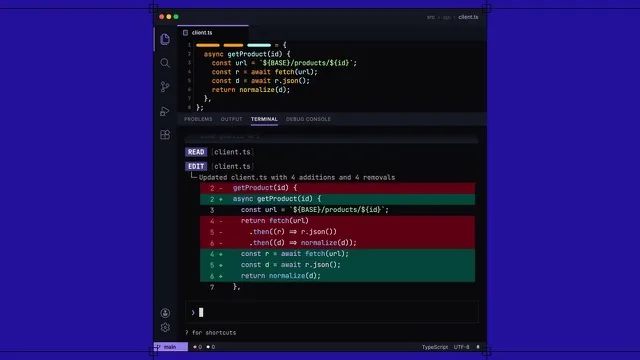 src > api > client.ts
client.ts
1 = {
2 async getProduct(id) {
3 const url = `${BASE}/products/${id}`;
4 const r = await fetch(url);
5 const d = await r.json();
6 return normalize(d);
7 },
8 };
PROBLEMS OUTPUT TERMINAL DEBUG CONSOLE
READ [client.ts]
EDIT [client.ts]
Updated client.ts with 4 additions and 4 removals
2 - getProduct(id) {
2 + async getProduct(id) {
3 const url = `${BASE}/products/${id}`;
4 - return fetch(url)
5 - .then((r) => r.json())
6 - .then((d) => normalize(d));
4 + const r = await fetch(url);
5 + const d = await r.json();
6 + return normalize(d);
7 },
>
? for shortcuts
main 0 0 TypeScript UTF-8